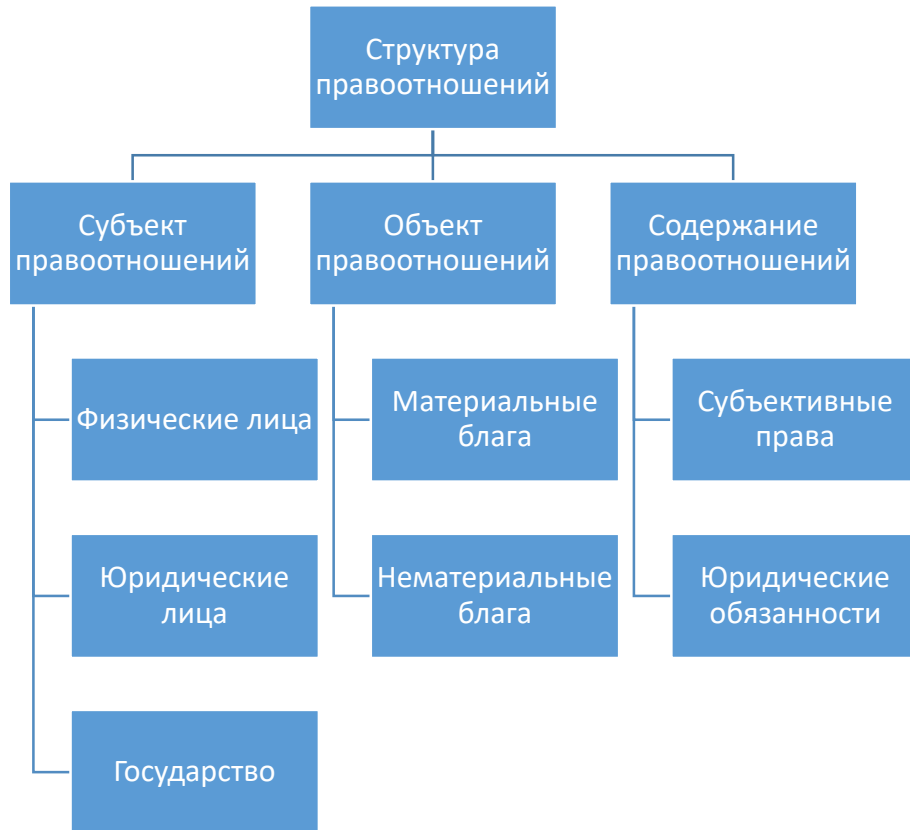 Структура
правоотношений
Субъект
правоотношений
Объект
правоотношений
Содержание
правоотношений
Физические лица
Материальные
блага
Субъективные
права
Юридические
лица
Нематериальные
блага
Юридические
обязанности
Государство